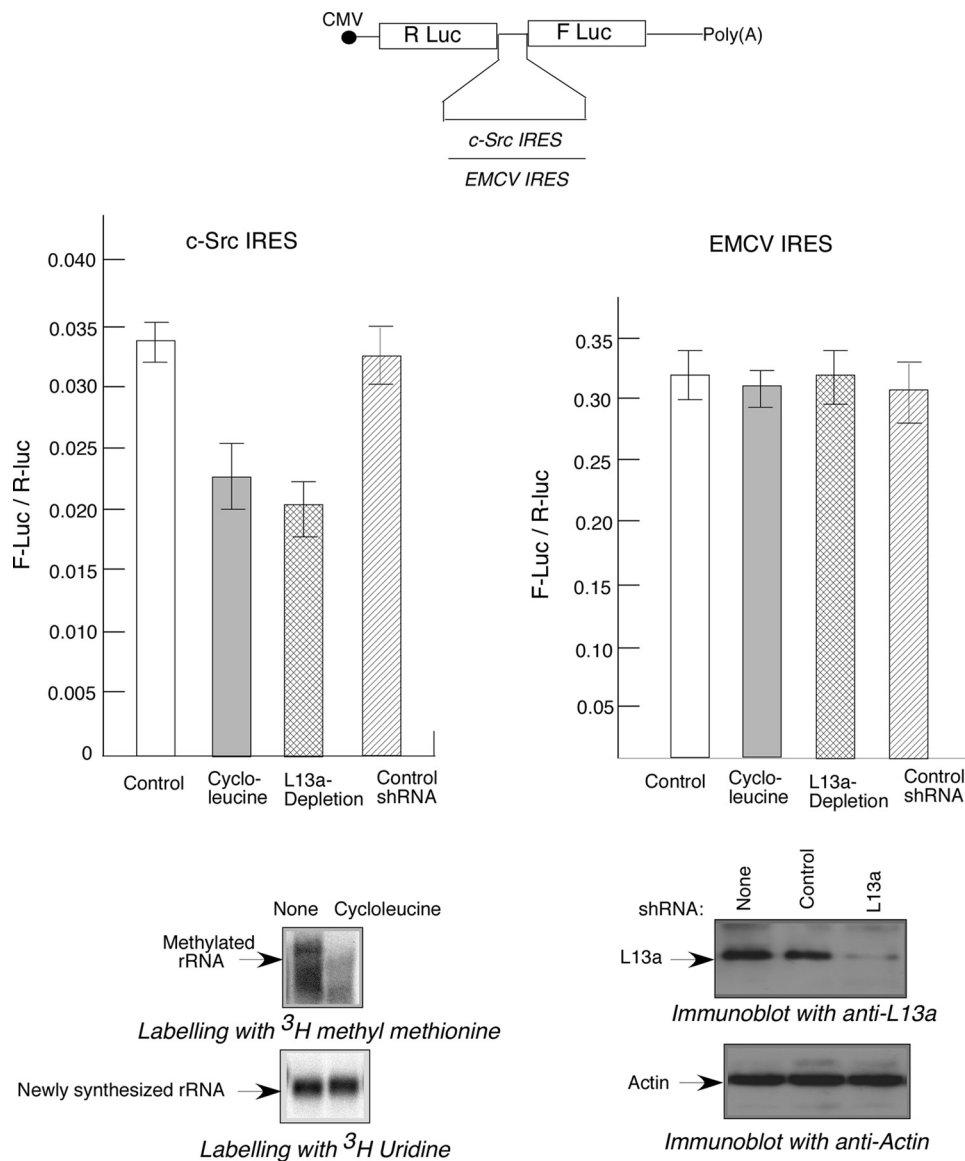 CMV
R Luc
F Luc
Poly(A)
c-Src IRES
EMCV IRES
c-Src IRES
F-Luc / R-luc
0.040
0.035
0.030
0.025
0.020
0.015
0.010
0.005
0
Control
Cyclo-
leucine
L13a-
Depletion
Control
shRNA
EMCV IRES
F-Luc / R-luc
0.35
0.30
0.25
0.20
0.15
0.10
0.05
Control
Cyclo-
leucine
L13a-
Depletion
Control
shRNA
None Cycloleucine
Methylated
rRNA
Labelling with ³H methyl methionine
Newly synthesized rRNA
Labelling with ³H Uridine
shRNA:
None
Control
L13a
L13a
Immunoblot with anti-L13a
Actin
Immunoblot with anti-Actin